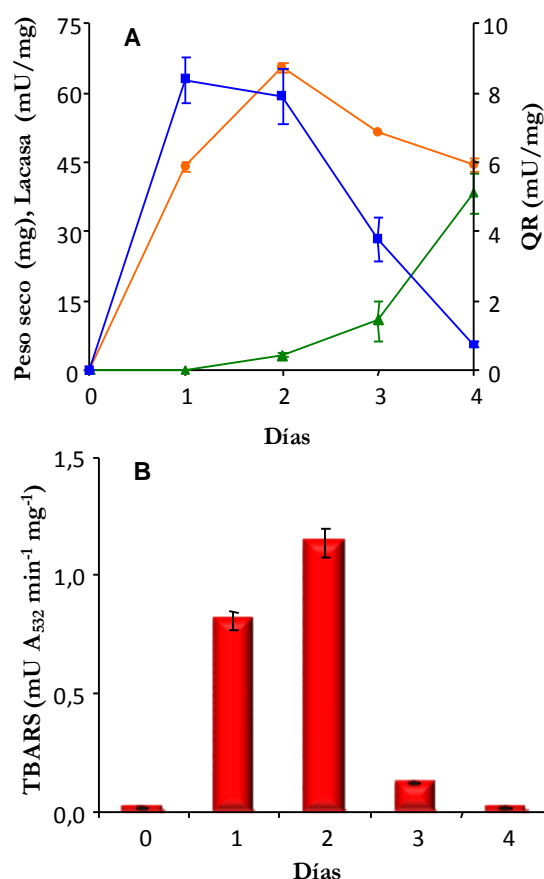 A
Peso seco (mg), Lacasa (mU/mg)
75
60
45
30
15
0
QR (mU/mg)
10
8
6
4
2
0
0 1 2 3 4
Días
B
TBARS (mU A532 min-1 mg-1)
1,5
1,0
0,5
0,0
0 1 2 3 4
Días